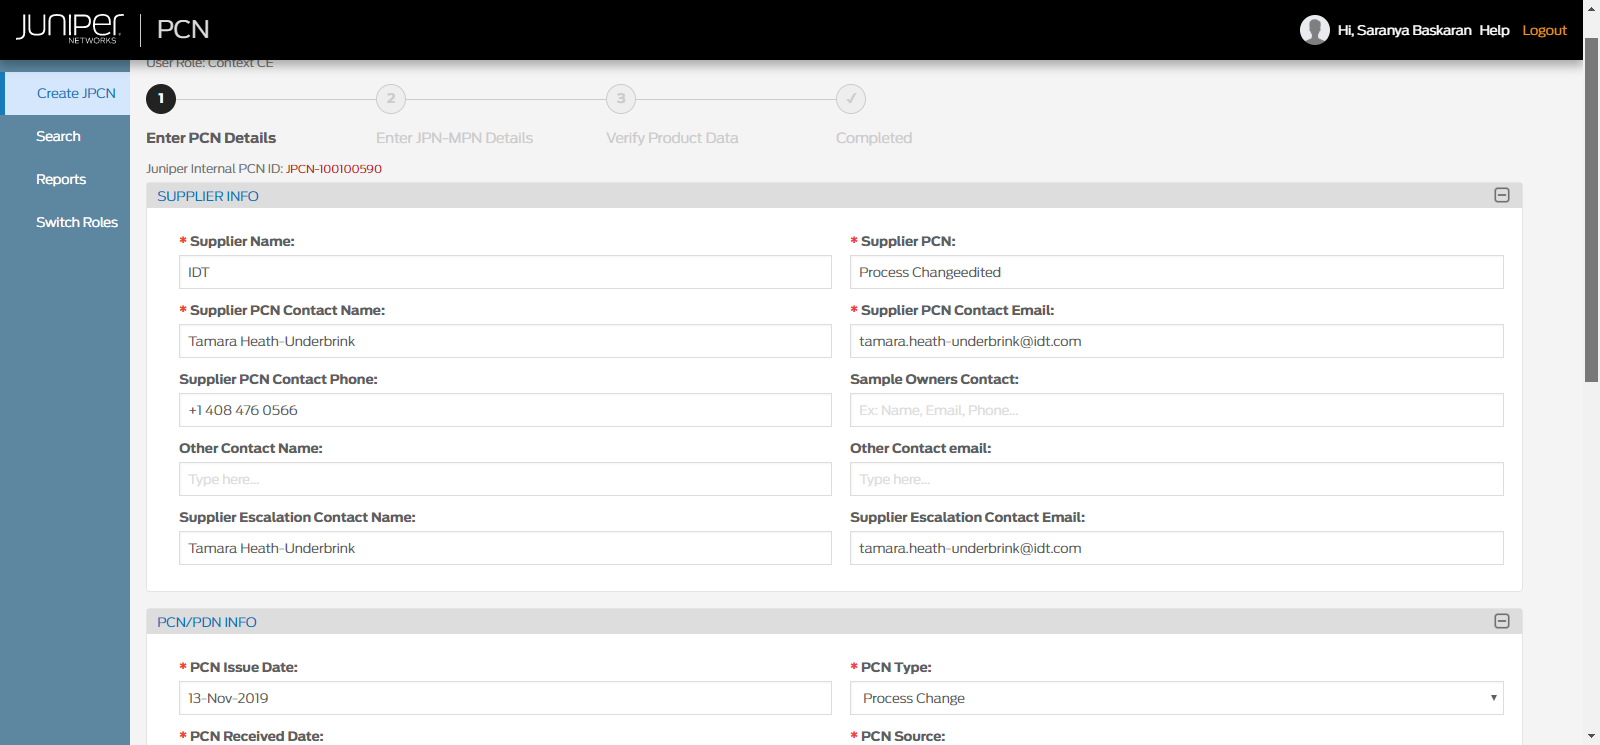 JUNIPER NETWORKS PCN Hi, Saranya Baskaran Help Logout
User Role: Context CE
Create JPCN
Search
Reports
Switch Roles
1 2 3 ✓
Enter PCN Details Enter JPN-MPN Details Verify Product Data Completed
Juniper Internal PCN ID: JPCN-100100590
SUPPLIER INFO
* Supplier Name: * Supplier PCN:
IDT Process Changeedited
* Supplier PCN Contact Name: * Supplier PCN Contact Email:
Tamara Heath-Underbrink tamara.heath-underbrink@idt.com
Supplier PCN Contact Phone: Sample Owners Contact:
+1 408 476 0566 Ex: Name, Email, Phone...
Other Contact Name: Other Contact email:
Type here... Type here...
Supplier Escalation Contact Name: Supplier Escalation Contact Email:
Tamara Heath-Underbrink tamara.heath-underbrink@idt.com
PCN/PDN INFO
* PCN Issue Date: * PCN Type:
13-Nov-2019 Process Change
* PCN Received Date: * PCN Source: